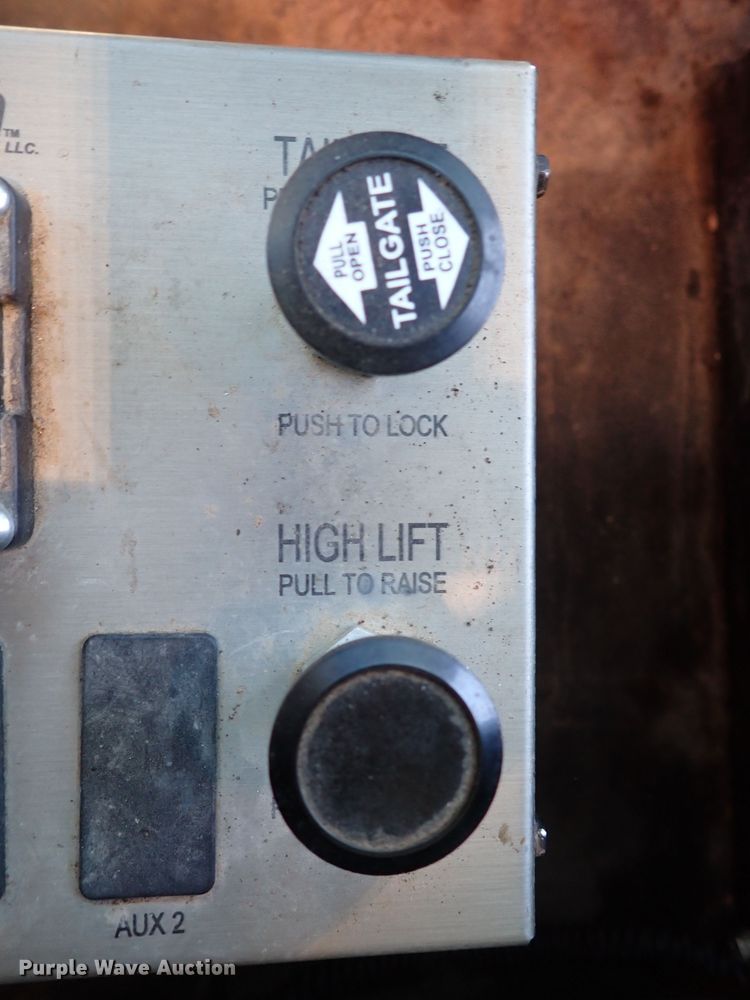 TM
LLC.
PULL
OPEN
TAILGATE
PUSH
CLOSE
PUSH TO LOCK
HIGH LIFT
PULL TO RAISE
AUX 2
Purple Wave Auction